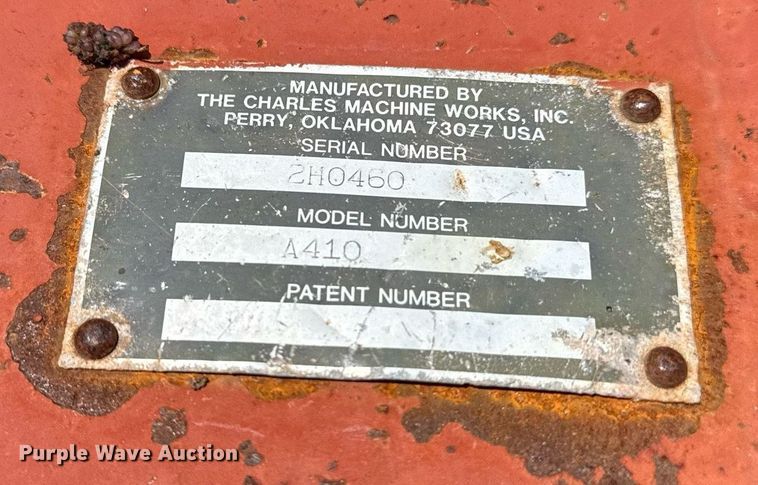 MANUFACTURED BY
THE CHARLES MACHINE WORKS, INC.
PERRY, OKLAHOMA 73077 USA
SERIAL NUMBER
2H0460
MODEL NUMBER
A410
PATENT NUMBER
Purple Wave Auction